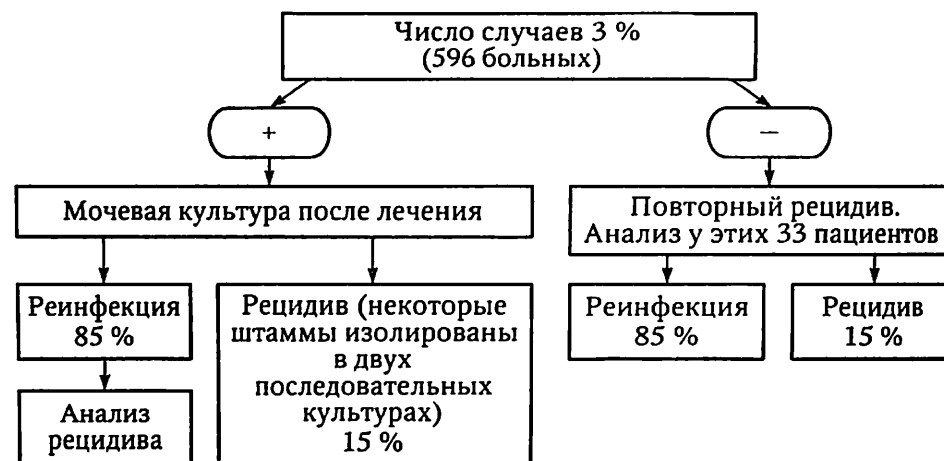 Число случаев 3 %
(596 больных)
+
—
Мочевая культура после лечения
Повторный рецидив.
Анализ у этих 33 пациентов
Реинфекция
85 %
Рецидив (некоторые
штаммы изолированы
в двух
последовательных
культурах)
15 %
Реинфекция
85 %
Рецидив
15 %
Анализ
рецидива